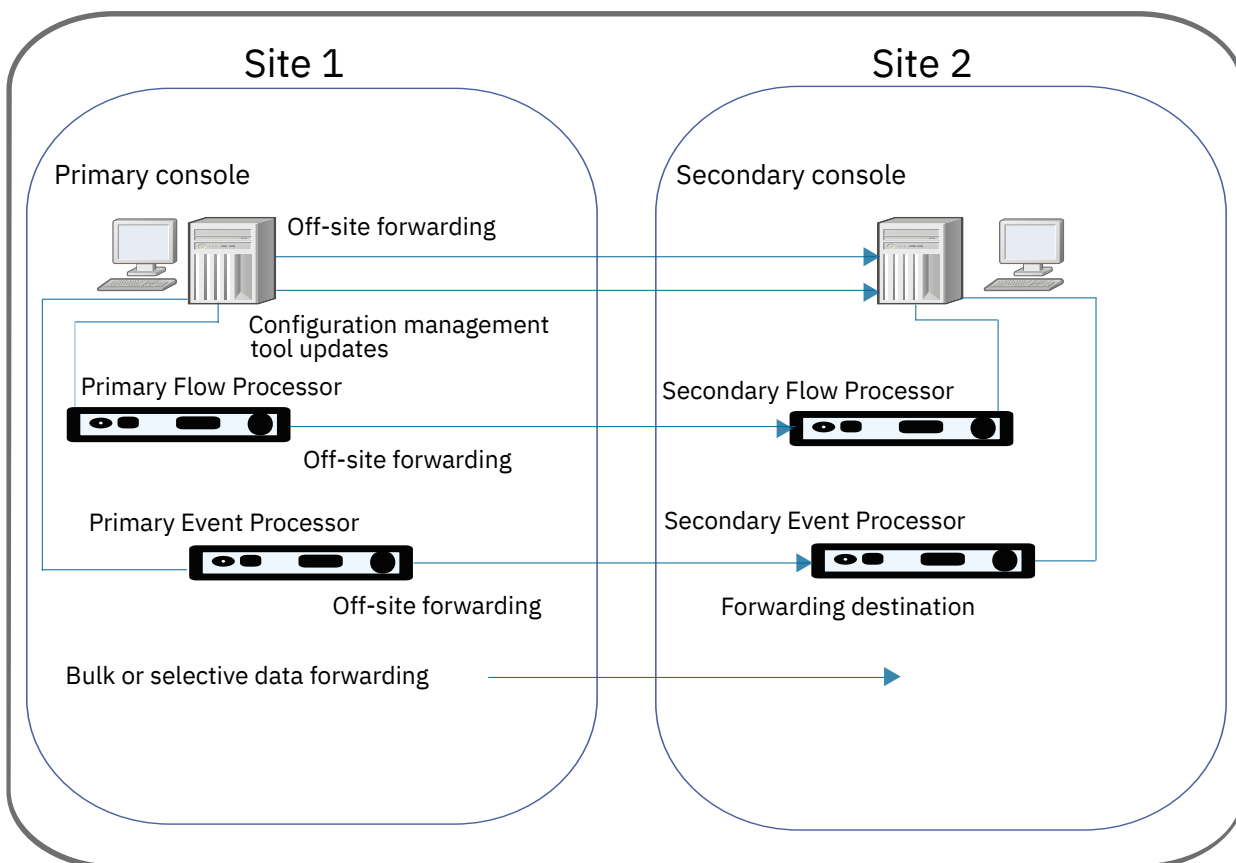 Site 1
Site 2
Primary console
Secondary console
Off-site forwarding
Configuration management
tool updates
Primary Flow Processor
Secondary Flow Processor
Off-site forwarding
Primary Event Processor
Secondary Event Processor
Off-site forwarding
Forwarding destination
Bulk or selective data forwarding